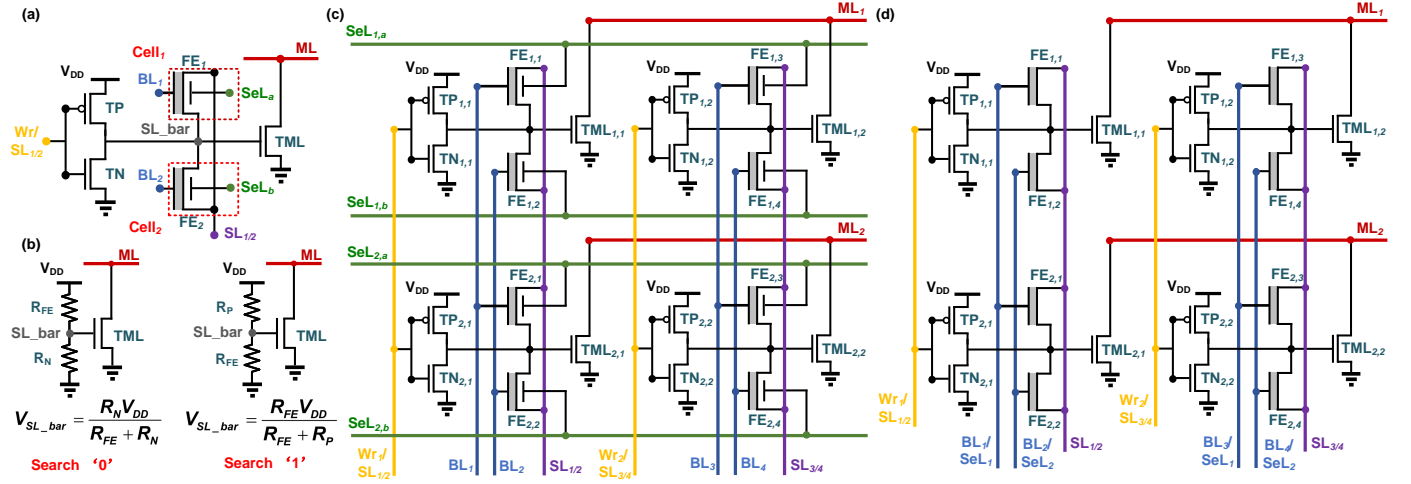 (a)
ML
Cell1
FE1
VDD
BL1
SeLa
TP
SL_bar
TML
Wr/
SL1/2
TN
BL2
SeLb
FE2
Cell2
SL1/2
(b)
ML
VDD
RFE
SL_bar
TML
RN
ML
VDD
RP
SL_bar
TML
RFE
VSL_bar = RNVDD / RFE + RN
VSL_bar = RFEVDD / RFE + RP
Search ‘0’
Search ‘1’
(c)
ML1
SeL1,a
FE1,1
FE1,3
VDD
VDD
TP1,1
TP1,2
TML1,1
TML1,2
TN1,1
TN1,2
FE1,2
FE1,4
SeL1,b
ML2
SeL2,a
FE2,1
FE2,3
VDD
VDD
TP2,1
TP2,2
TML2,1
TML2,2
TN2,1
TN2,2
FE2,2
FE2,4
SeL2,b
Wr1/
SL1/2
BL1
BL2
SL1/2
Wr2/
SL3/4
BL3
BL4
SL3/4
(d)
ML1
FE1,1
FE1,3
VDD
VDD
TP1,1
TP1,2
TML1,1
TML1,2
TN1,1
TN1,2
FE1,2
FE1,4
ML2
FE2,1
FE2,3
VDD
VDD
TP2,1
TP2,2
TML2,1
TML2,2
TN2,1
TN2,2
FE2,2
FE2,4
Wr1/
SL1/2
BL1/
SeL1
BL2/
SeL2
SL1/2
Wr2/
SL3/4
BL3/
SeL1
BL4/
SeL2
SL3/4